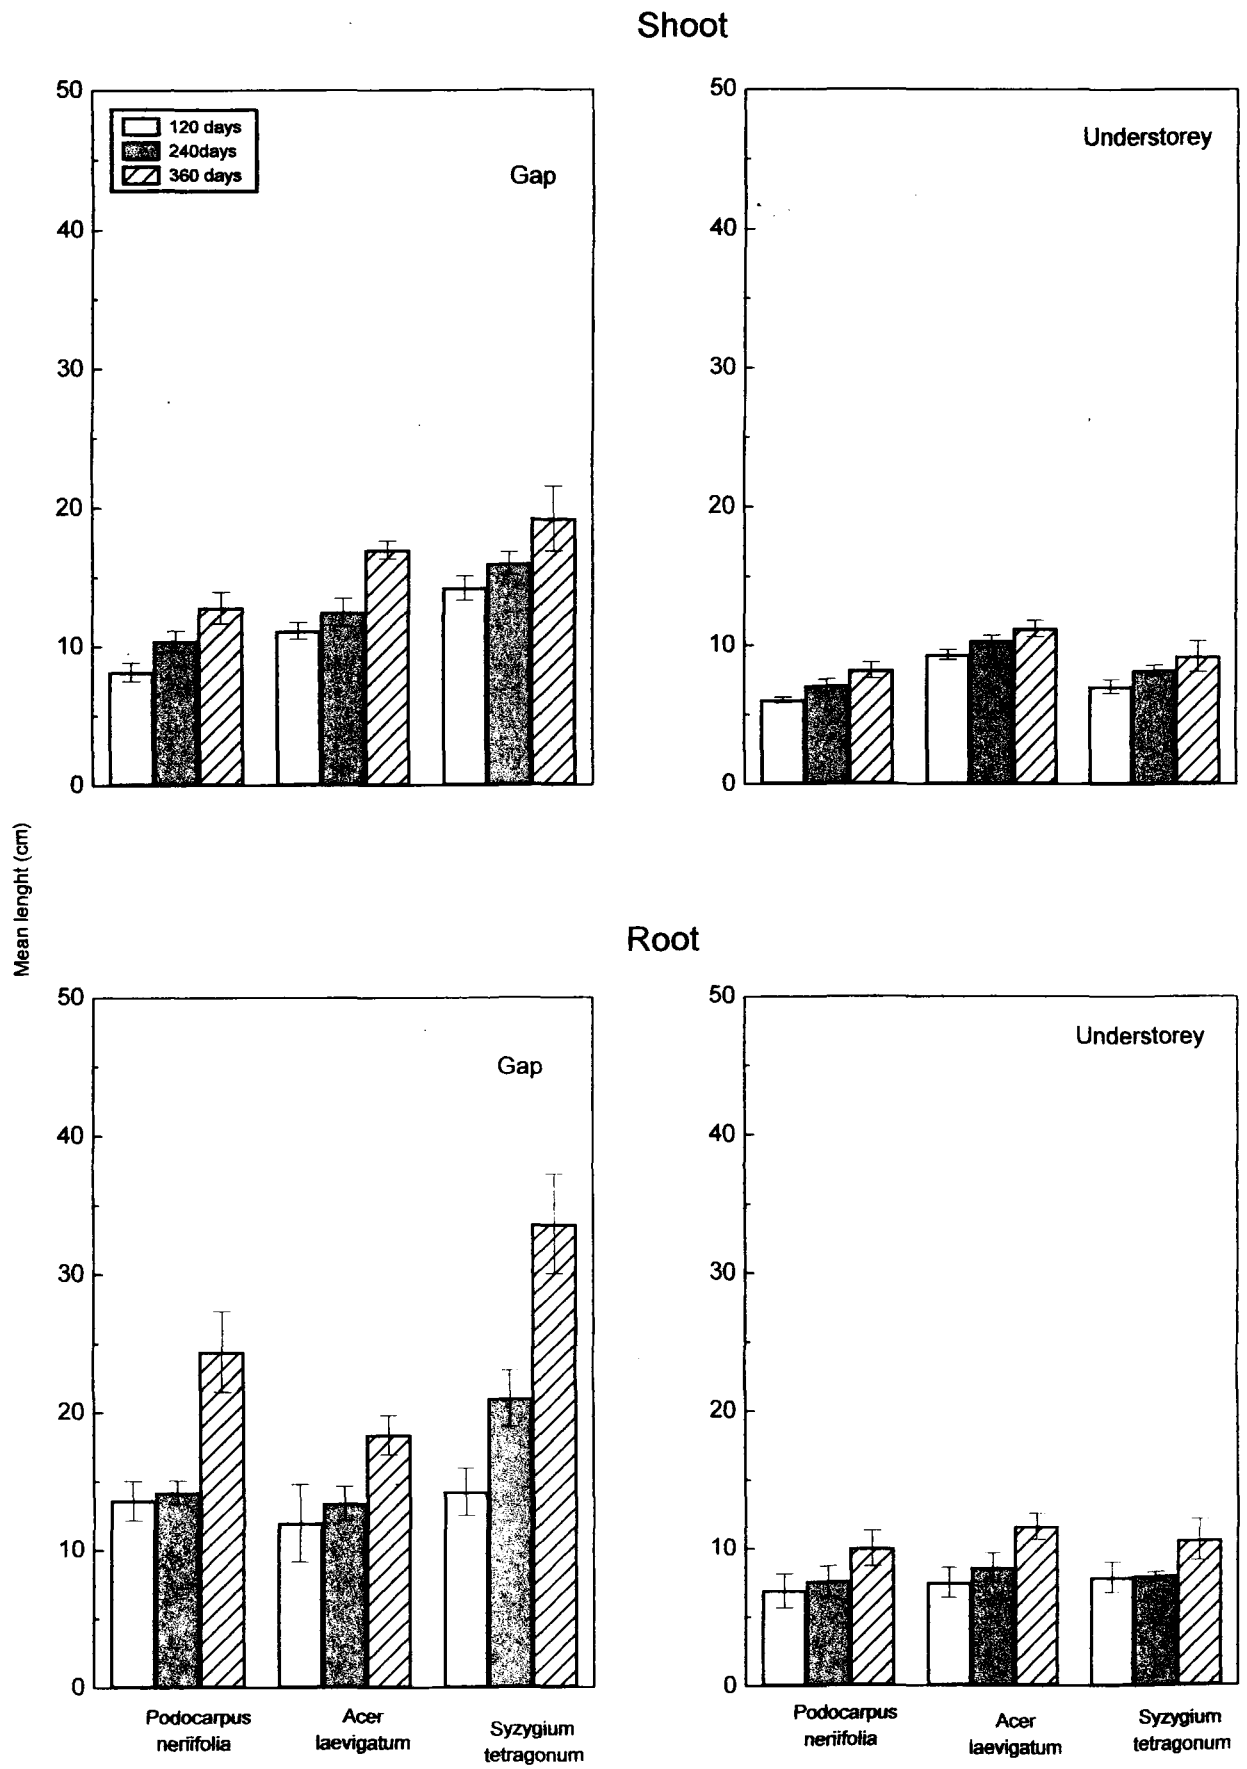 Shoot
50
40
30
20
10
0
120 days
240days
360 days
Gap
50
40
30
20
10
0
Understorey
Mean lenght (cm)
Root
50
40
30
20
10
0
Gap
Podocarpus
neriifolia
Acer
laevigatum
Syzygium
tetragonum
50
40
30
20
10
0
Understorey
Podocarpus
neriifolia
Acer
laevigatum
Syzygium
tetragonum